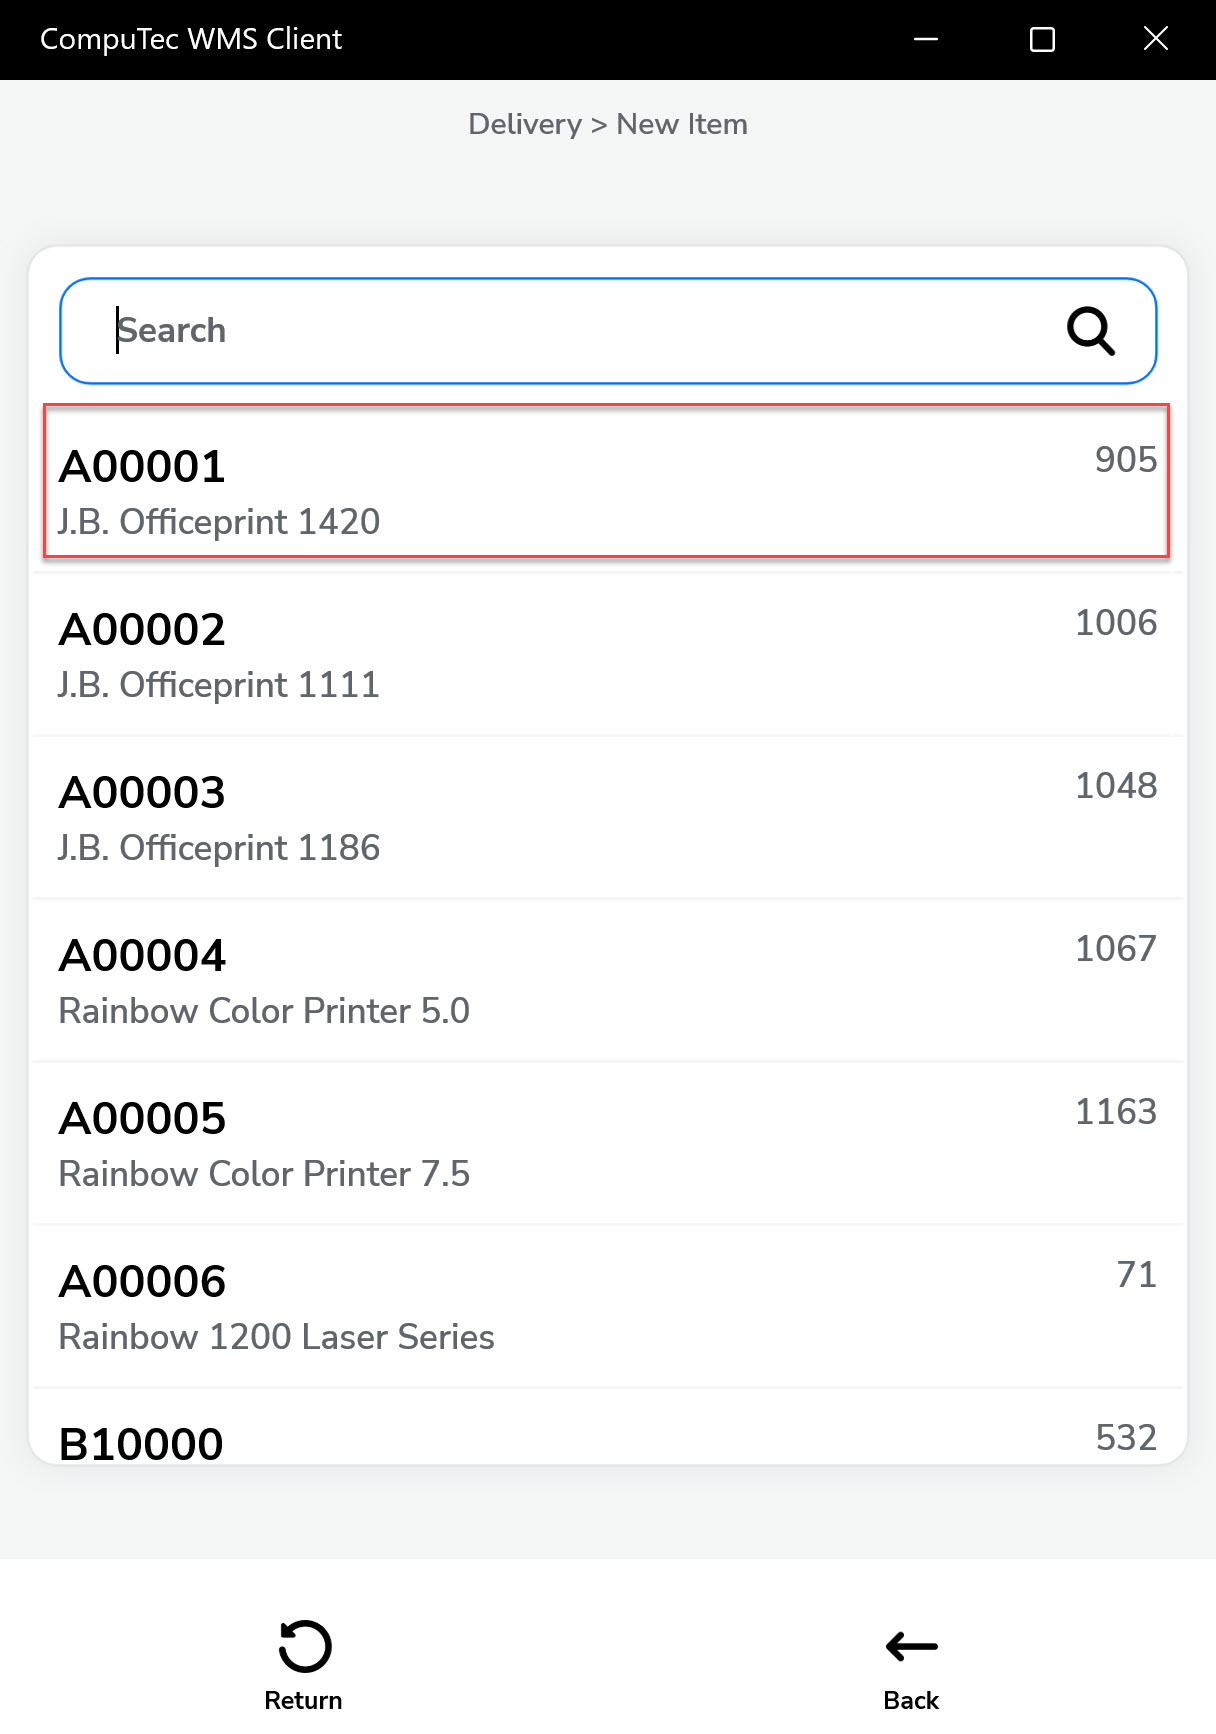 CompuTec WMS Client
Delivery > New Item
Search
A00001 905
J.B. Officeprint 1420
A00002 1006
J.B. Officeprint 1111
A00003 1048
J.B. Officeprint 1186
A00004 1067
Rainbow Color Printer 5.0
A00005 1163
Rainbow Color Printer 7.5
A00006 71
Rainbow 1200 Laser Series
B10000 532
Return Back